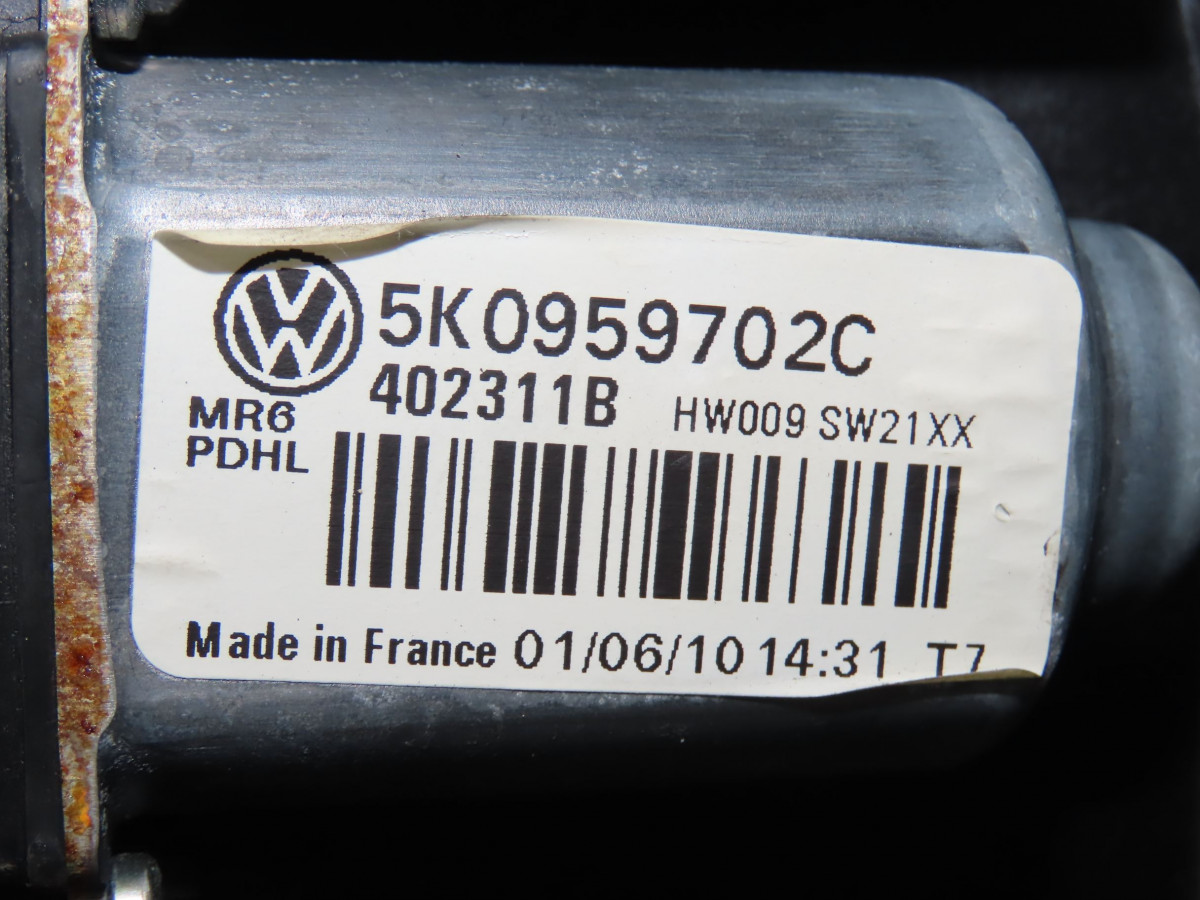 5K0959702C
402311B HW009 SW21XX
MR6
PDHL
Made in France 01/06/10 14:31 T7